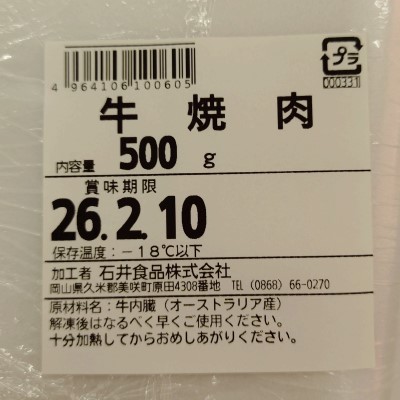 4964106100605
プラ
000331
牛 焼 肉
内容量 500 g
賞味期限
26.2.10
保存温度：－18℃以下
加工者 石井食品株式会社
岡山県久米郡美咲町原田4308番地 TEL (0868) 66-0270
原材料名：牛内臓（オーストラリア産）
解凍後はなるべく早くご使用ください。
十分加熱してからおめしあがりください。